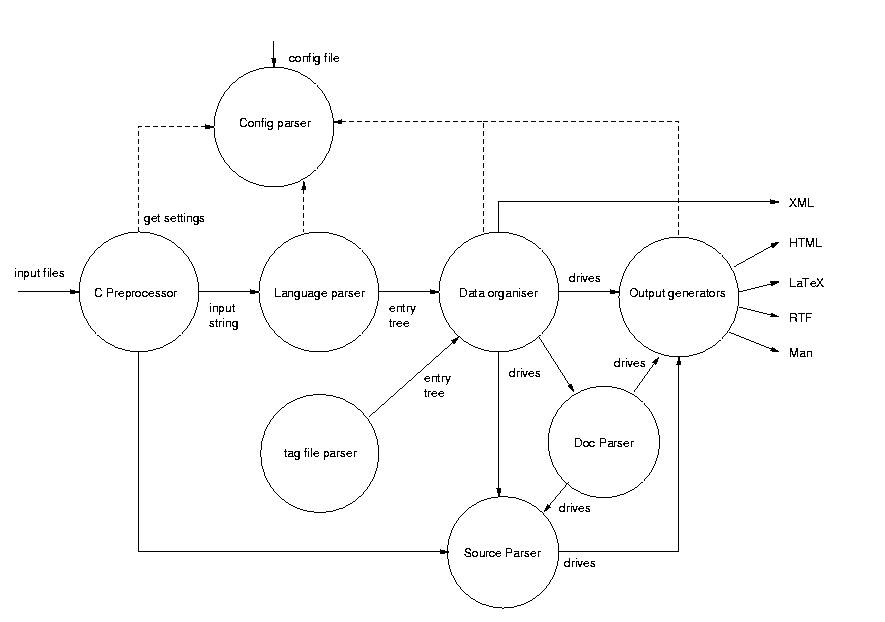 config file
Config parser
get settings
XML
HTML
input files
C Preprocessor
input
string
Language parser
entry
tree
Data organiser
drives
Output generators
LaTeX
RTF
Man
drives
drives
entry
tree
tag file parser
Doc Parser
drives
Source Parser
drives